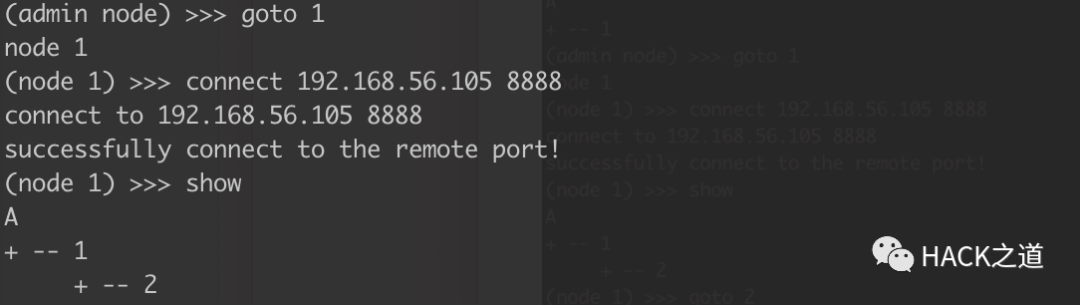 (admin node) >>> goto 1
node 1
(node 1) >>> connect 192.168.56.105 8888
connect to 192.168.56.105 8888
successfully connect to the remote port!
(node 1) >>> show
A
+ -- 1
     + -- 2
A
+ -- 1
(admin node) >>> goto 1
node 1
(node 1) >>> connect 192.168.56.105 8888
connect to 192.168.56.105 8888
successfully connect to the remote port!
(node 1) >>> show
A
+ -- 1
     + -- 2
(node 1) >>> goto 2
HACK之道